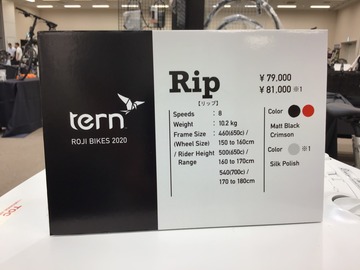 tern
ROJI BIKES 2020
Rip
【リップ】
¥ 79,000
¥ 81,000 ※1
Speeds : 8
Weight : 10.2 kg
Frame Size : 460(650c) /
(Wheel Size) 150 to 160cm
/ Rider Height 500(650c) /
Range 160 to 170cm
540(700c) /
170 to 180cm
Color
Matt Black
Crimson
Color ※1
Silk Polish